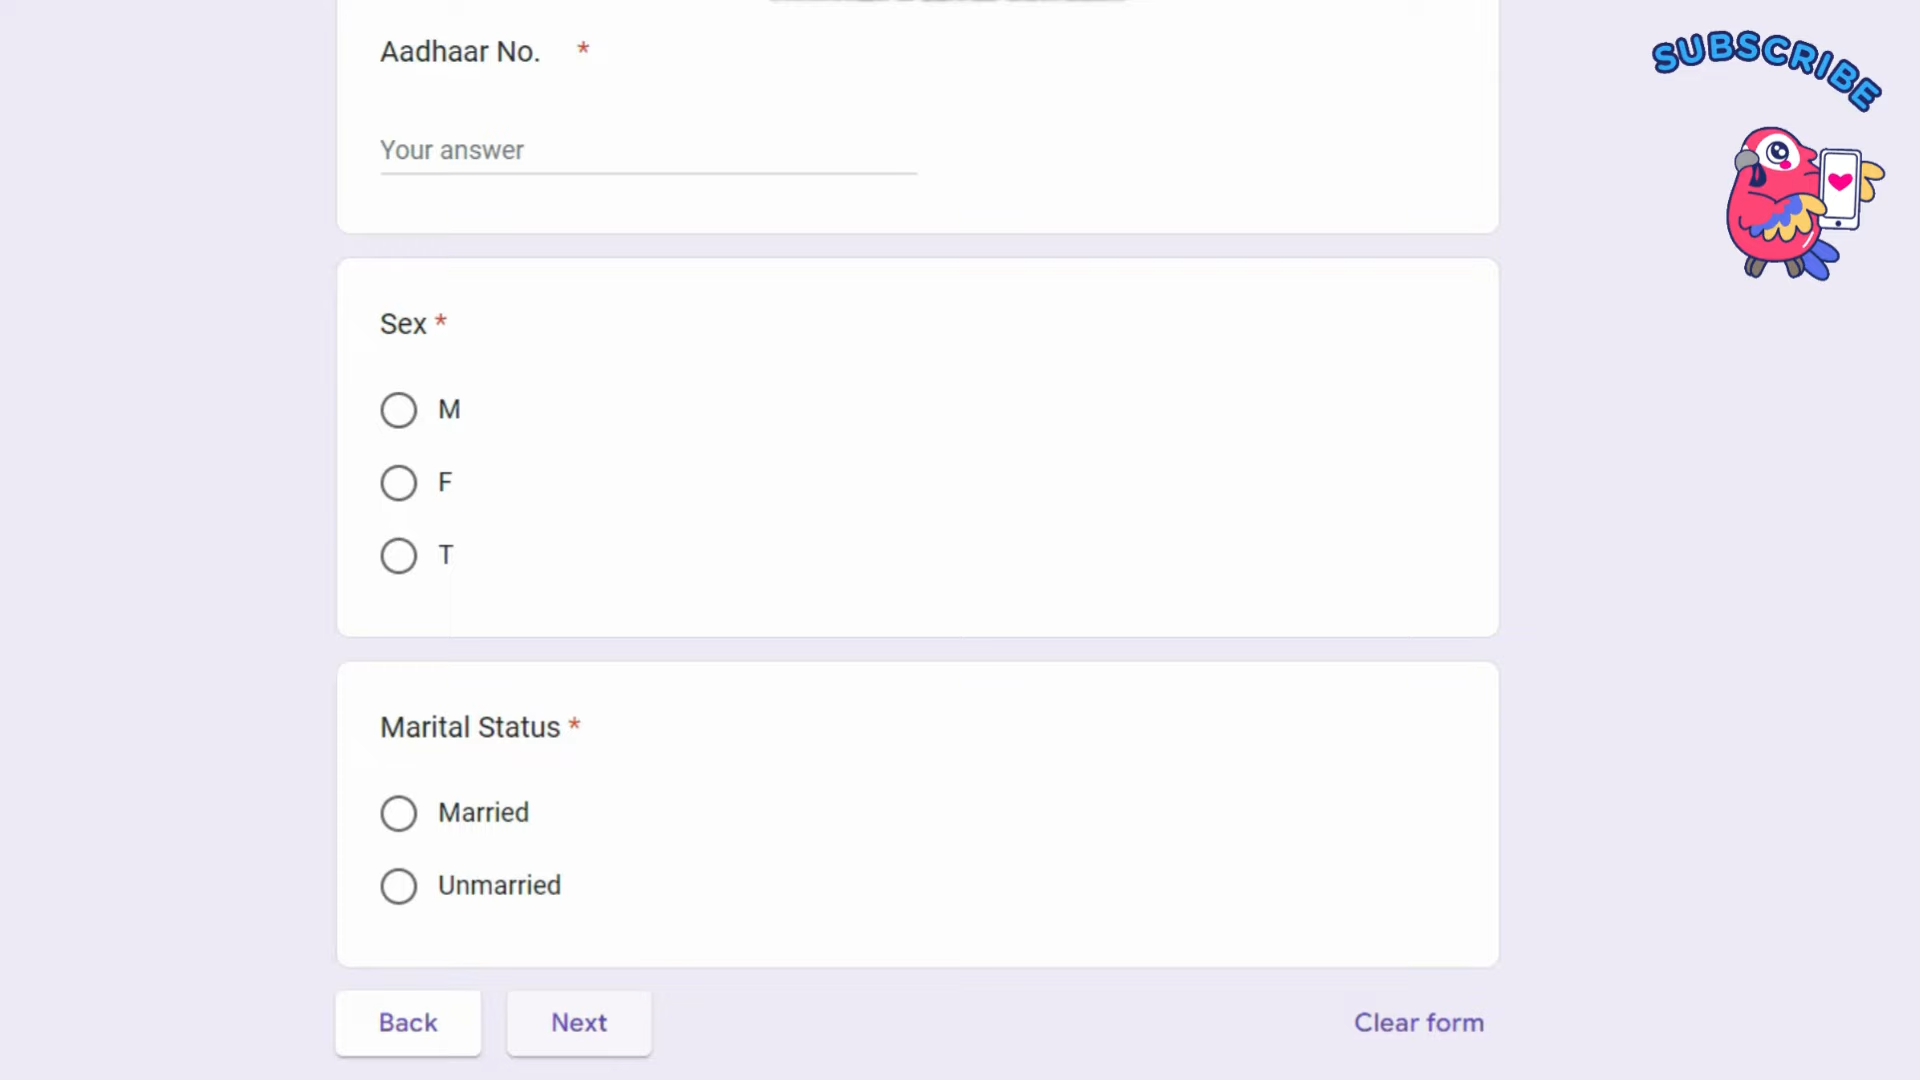 SUBSCRIBE
Aadhaar No. *
Your answer
Sex *
M
F
T
Marital Status *
Married
Unmarried
Back
Next
Clear form